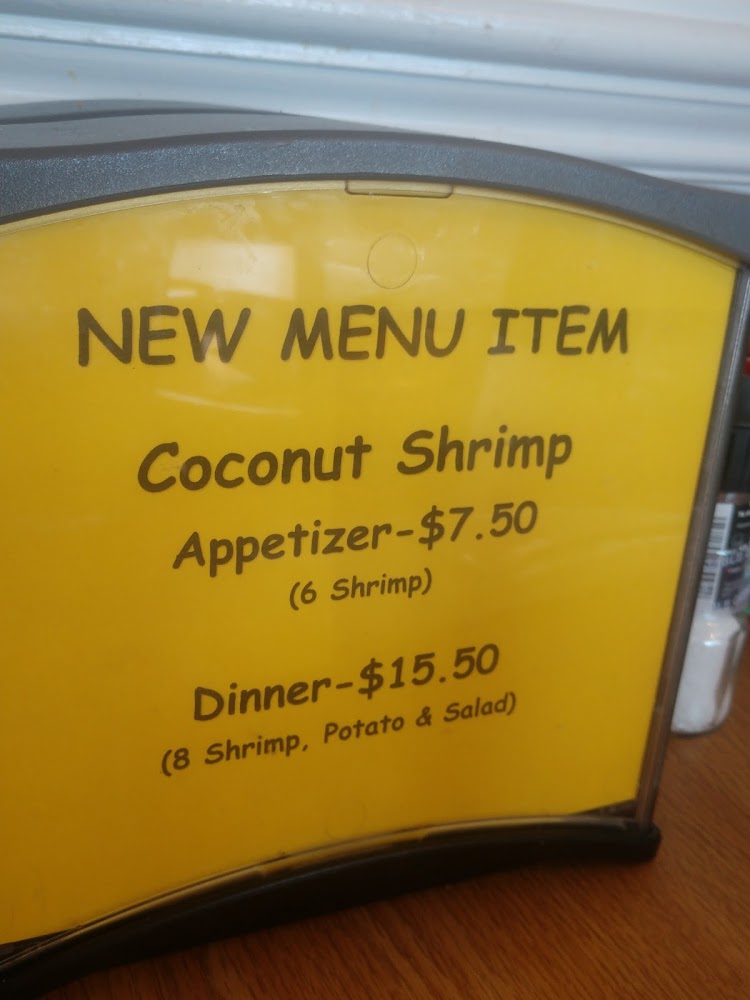 NEW MENU ITEM
Coconut Shrimp
Appetizer-$7.50
(6 Shrimp)
Dinner-$15.50
(8 Shrimp, Potato & Salad)